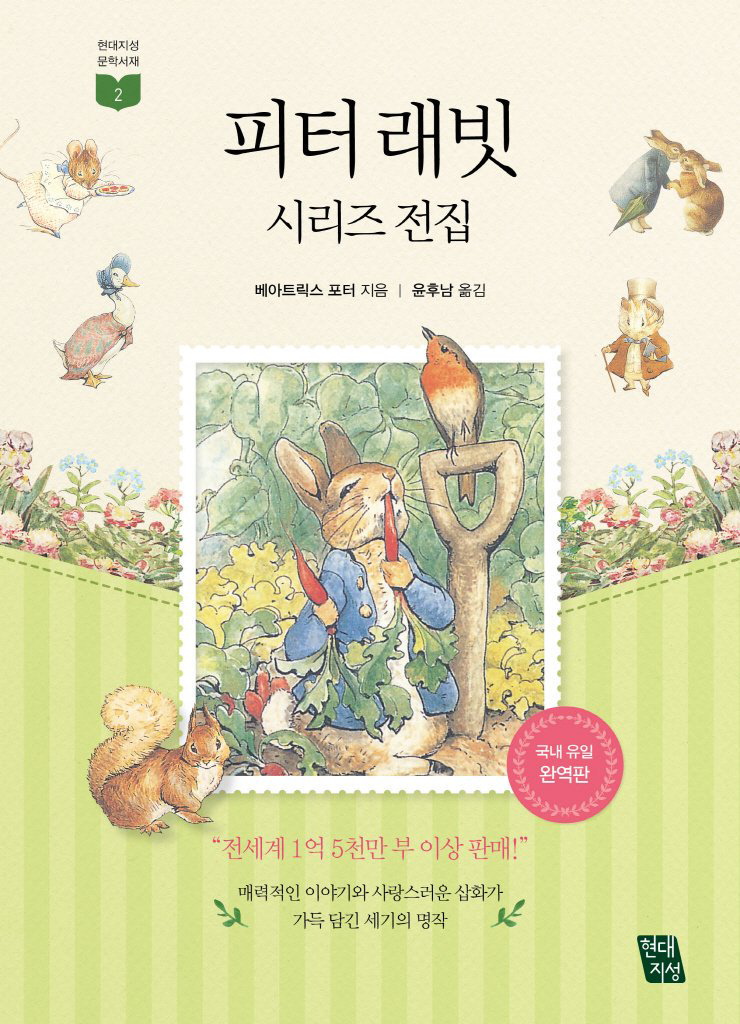 현대지성
문학서재
2
피터 래빗
시리즈 전집
베아트릭스 포터 지음 | 윤후남 옮김
국내 유일
완역판
“전세계 1억 5천만 부 이상 판매!”
매력적인 이야기와 사랑스러운 삽화가
가득 담긴 세기의 명작
현대
지성